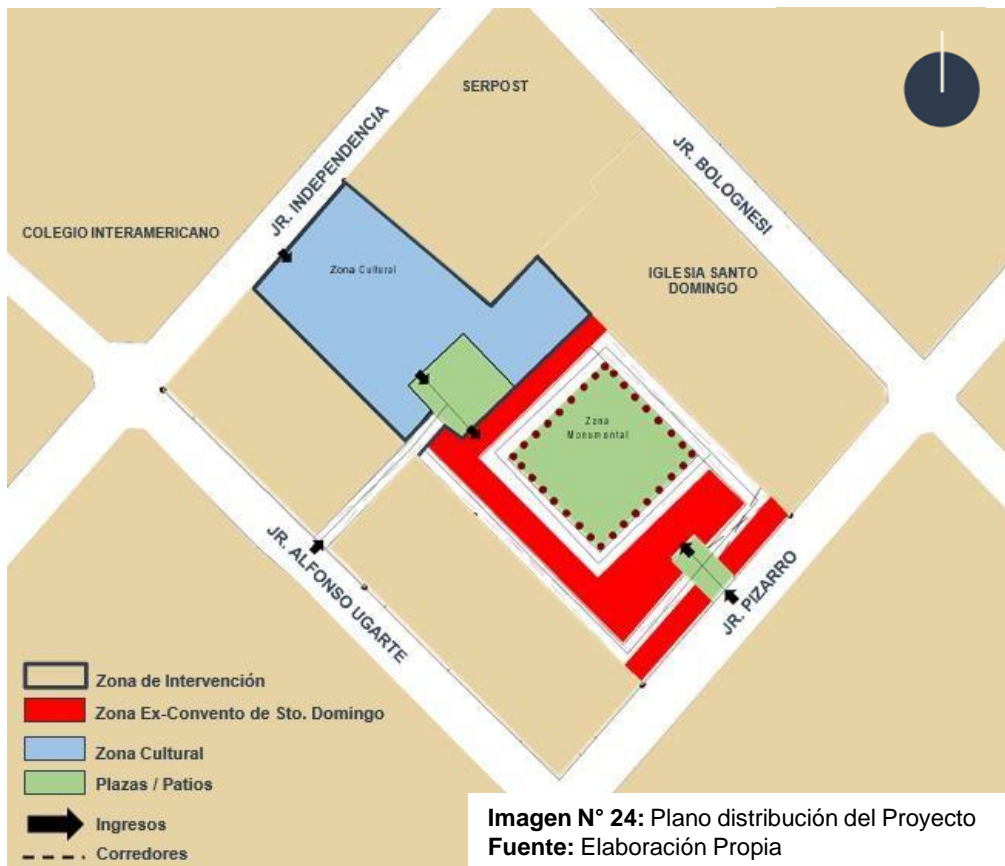 SERPOST
JR. INDEPENDENCIA
JR. BOLOGNESI
COLEGIO INTERAMERICANO
Zona Cultural
IGLESIA SANTO
DOMINGO
Zona
Monumental
JR. ALFONSO UGARTE
JR. PIZARRO
Zona de Intervención
Zona Ex-Convento de Sto. Domingo
Zona Cultural
Plazas / Patios
Ingresos
Corredores
Imagen N° 24: Plano distribución del Proyecto
Fuente: Elaboración Propia